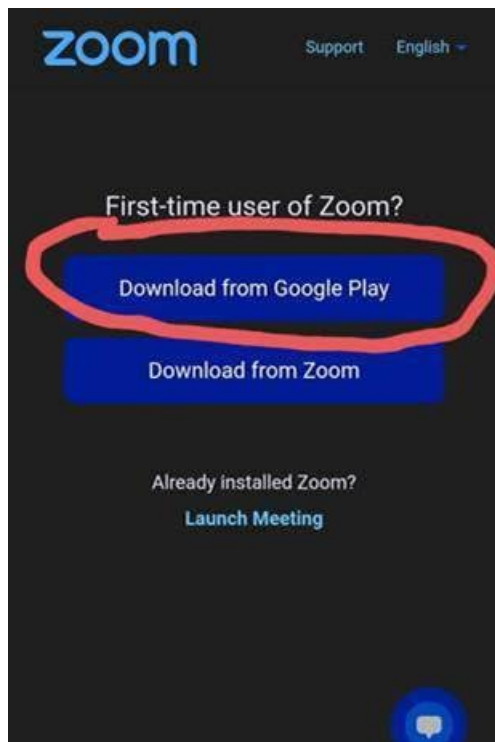 zoom
Support English
First-time user of Zoom?
Download from Google Play
Download from Zoom
Already installed Zoom?
Launch Meeting